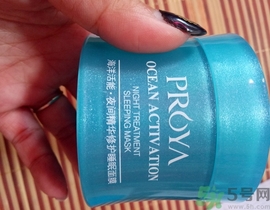 PROYA
OCEAN ACTIVATION
NIGHT TREATMENT
SLEEPING MASK
海洋活能·夜间精华修护睡眠面膜
5号网